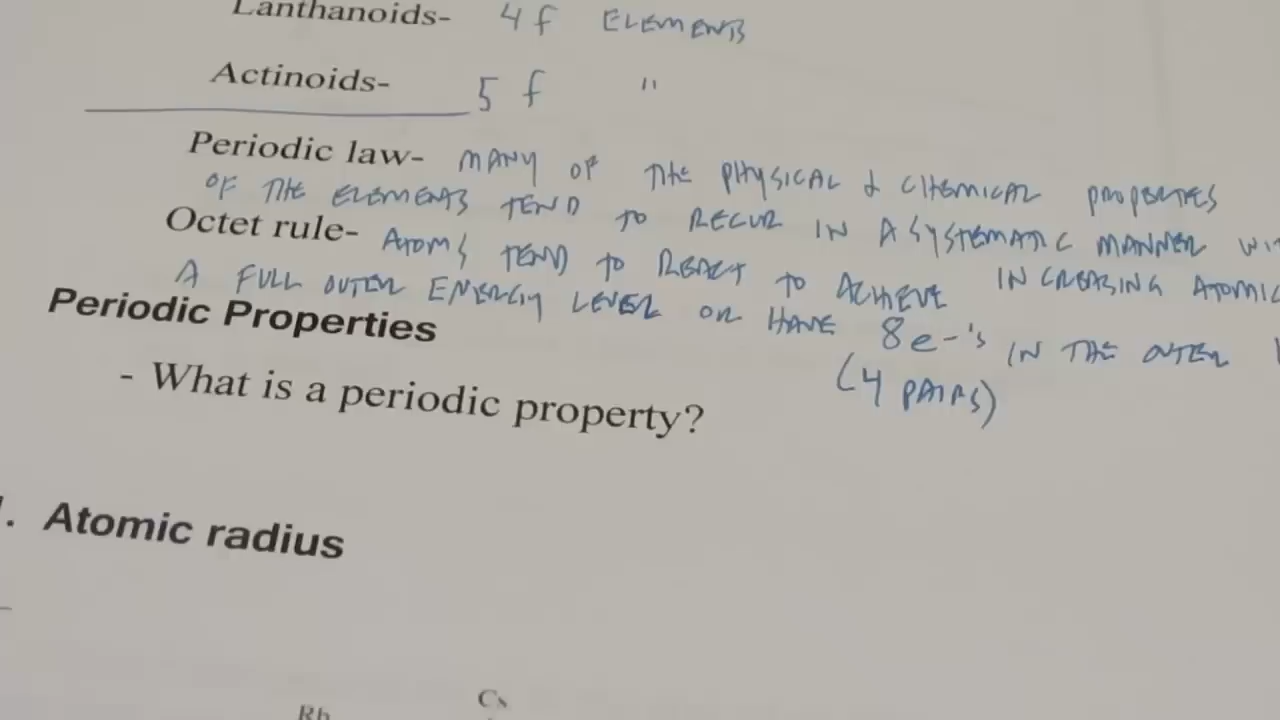 Lanthanoids- 4f ELEMENTS
Actinoids- 5f "
Periodic law- MANY OF THE PHYSICAL & CHEMICAL PROPERTIES
OF THE ELEMENTS TEND TO RECUR IN A SYSTEMATIC MANNER
INCREASING ATOMIC
Octet rule- ATOMS TEND TO REACT TO ACHIEVE
A FULL OUTER ENERGY LEVEL OR HAVE 8e-'s IN THE OUTER
(4 PAIRS)
Periodic Properties
- What is a periodic property?
. Atomic radius
Cs
Rb